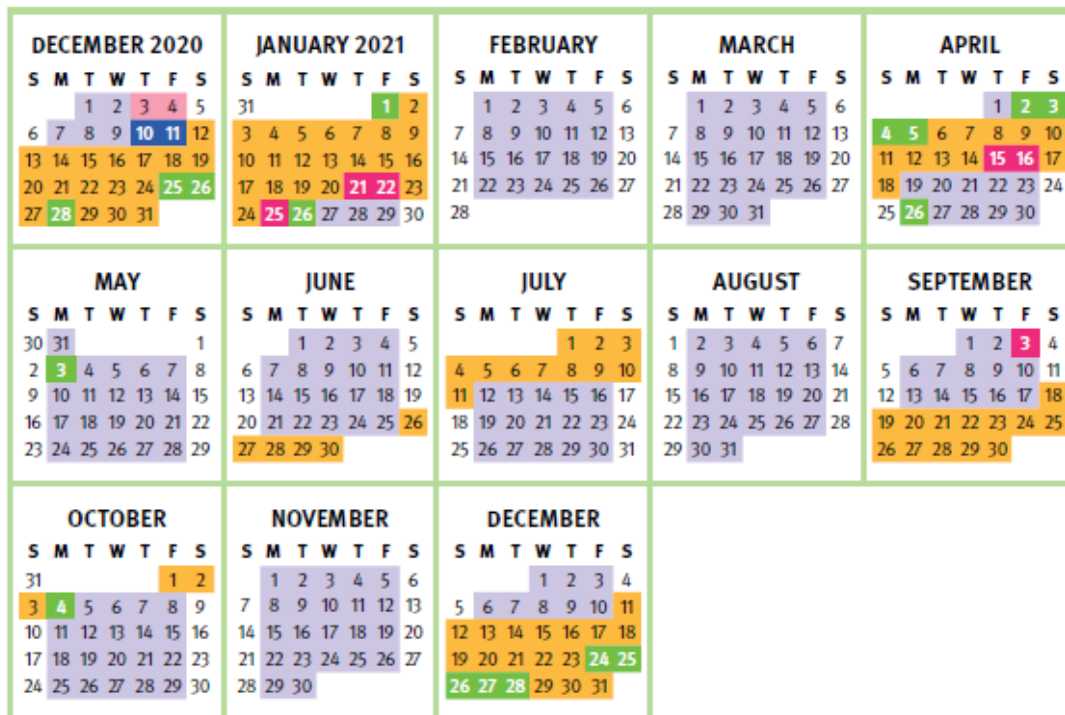 DECEMBER 2020
S M T W T F S
1 2 3 4 5
6 7 8 9 10 11 12
13 14 15 16 17 18 19
20 21 22 23 24 25 26
27 28 29 30 31
JANUARY 2021
S M T W T F S
31 1 2
3 4 5 6 7 8 9
10 11 12 13 14 15 16
17 18 19 20 21 22 23
24 25 26 27 28 29 30
FEBRUARY
S M T W T F S
1 2 3 4 5 6
7 8 9 10 11 12 13
14 15 16 17 18 19 20
21 22 23 24 25 26 27
28
MARCH
S M T W T F S
1 2 3 4 5 6
7 8 9 10 11 12 13
14 15 16 17 18 19 20
21 22 23 24 25 26 27
28 29 30 31
APRIL
S M T W T F S
1 2 3
4 5 6 7 8 9 10
11 12 13 14 15 16 17
18 19 20 21 22 23 24
25 26 27 28 29 30
MAY
S M T W T F S
30 31 1
2 3 4 5 6 7 8
9 10 11 12 13 14 15
16 17 18 19 20 21 22
23 24 25 26 27 28 29
JUNE
S M T W T F S
1 2 3 4 5
6 7 8 9 10 11 12
13 14 15 16 17 18 19
20 21 22 23 24 25 26
27 28 29 30
JULY
S M T W T F S
1 2 3
4 5 6 7 8 9 10
11 12 13 14 15 16 17
18 19 20 21 22 23 24
25 26 27 28 29 30 31
AUGUST
S M T W T F S
1 2 3 4 5 6 7
8 9 10 11 12 13 14
15 16 17 18 19 20 21
22 23 24 25 26 27 28
29 30 31
SEPTEMBER
S M T W T F S
1 2 3 4
5 6 7 8 9 10 11
12 13 14 15 16 17 18
19 20 21 22 23 24 25
26 27 28 29 30
OCTOBER
S M T W T F S
31 1 2
3 4 5 6 7 8 9
10 11 12 13 14 15 16
17 18 19 20 21 22 23
24 25 26 27 28 29 30
NOVEMBER
S M T W T F S
1 2 3 4 5 6
7 8 9 10 11 12 13
14 15 16 17 18 19 20
21 22 23 24 25 26 27
28 29 30
DECEMBER
S M T W T F S
1 2 3 4
5 6 7 8 9 10 11
12 13 14 15 16 17 18
19 20 21 22 23 24 25
26 27 28 29 30 31